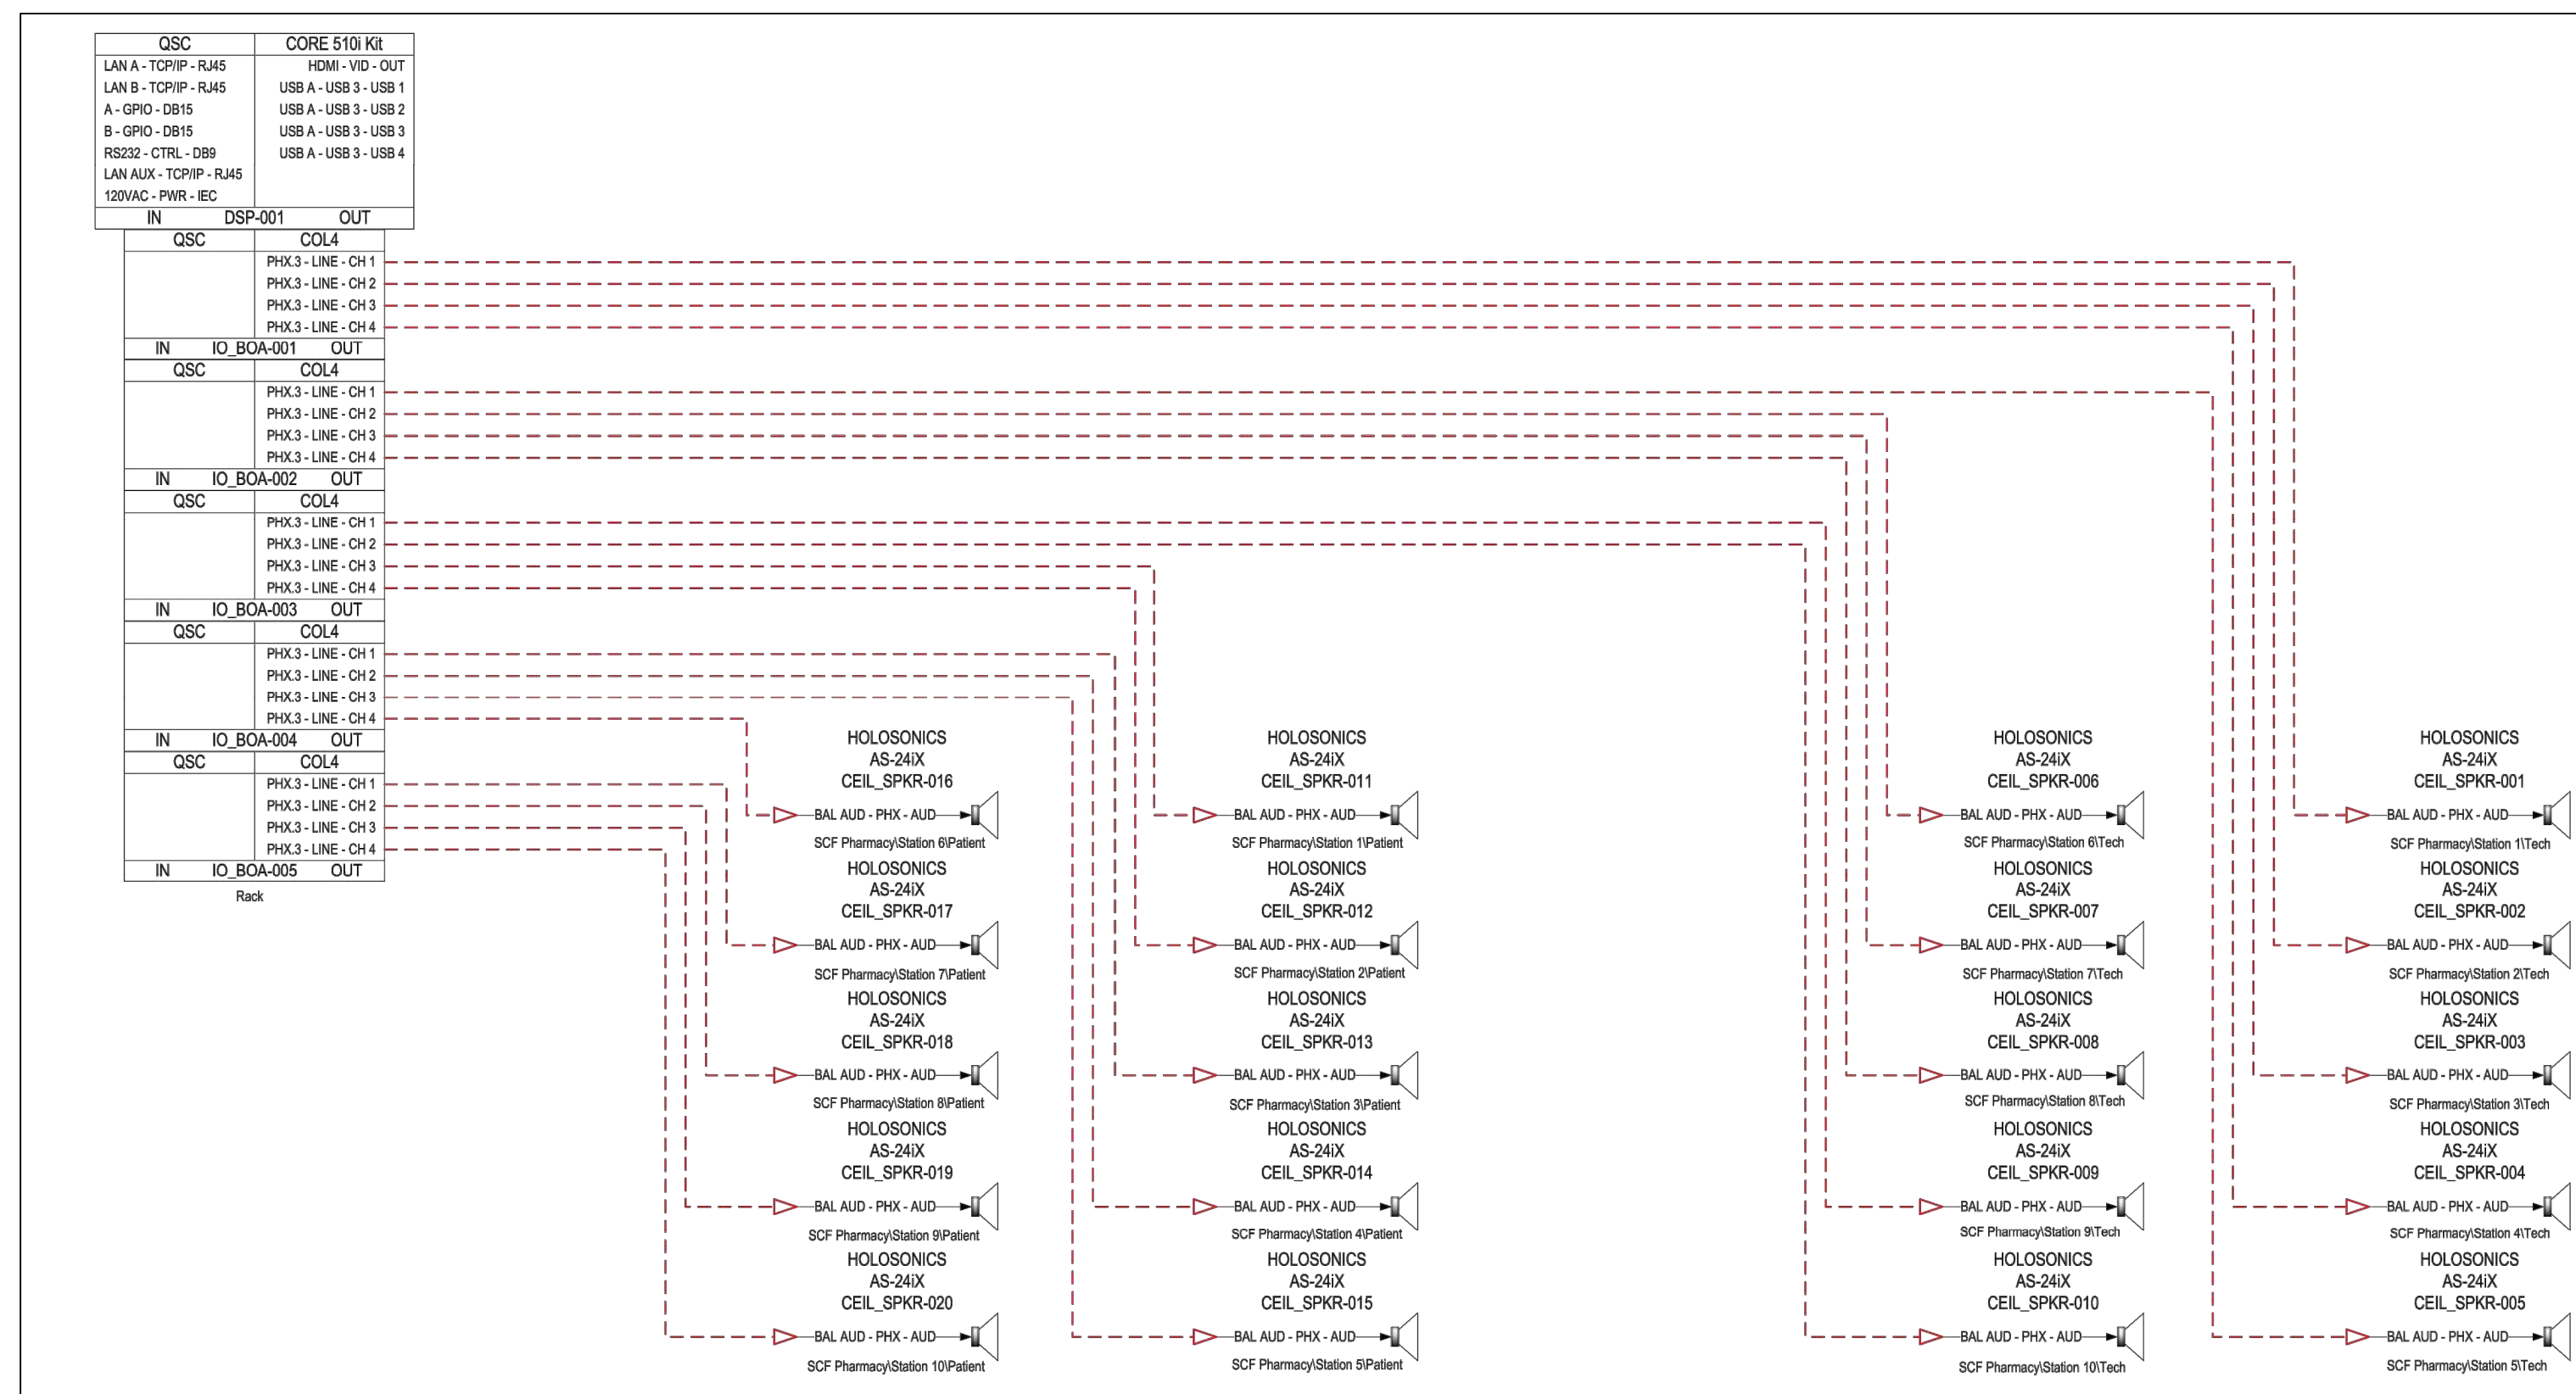 QSC CORE 510i Kit
LAN A - TCP/IP - RJ45 HDMI - VID - OUT
LAN B - TCP/IP - RJ45 USB A - USB 3 - USB 1
A - GPIO - DB15 USB A - USB 3 - USB 2
B - GPIO - DB15 USB A - USB 3 - USB 3
RS232 - CTRL - DB9 USB A - USB 3 - USB 4
LAN AUX - TCP/IP - RJ45
120VAC - PWR - IEC
IN DSP-001 OUT
QSC COL4
PHX.3 - LINE - CH 1
PHX.3 - LINE - CH 2
PHX.3 - LINE - CH 3
PHX.3 - LINE - CH 4
IN IO_BOA-001 OUT
QSC COL4
PHX.3 - LINE - CH 1
PHX.3 - LINE - CH 2
PHX.3 - LINE - CH 3
PHX.3 - LINE - CH 4
IN IO_BOA-002 OUT
QSC COL4
PHX.3 - LINE - CH 1
PHX.3 - LINE - CH 2
PHX.3 - LINE - CH 3
PHX.3 - LINE - CH 4
IN IO_BOA-003 OUT
QSC COL4
PHX.3 - LINE - CH 1
PHX.3 - LINE - CH 2
PHX.3 - LINE - CH 3
PHX.3 - LINE - CH 4
IN IO_BOA-004 OUT
QSC COL4
PHX.3 - LINE - CH 1
PHX.3 - LINE - CH 2
PHX.3 - LINE - CH 3
PHX.3 - LINE - CH 4
IN IO_BOA-005 OUT
Rack
HOLOSONICS
AS-24iX
CEIL_SPKR-016
BAL AUD - PHX - AUD
SCF Pharmacy\Station 6\Patient
HOLOSONICS
AS-24iX
CEIL_SPKR-017
BAL AUD - PHX - AUD
SCF Pharmacy\Station 7\Patient
HOLOSONICS
AS-24iX
CEIL_SPKR-018
BAL AUD - PHX - AUD
SCF Pharmacy\Station 8\Patient
HOLOSONICS
AS-24iX
CEIL_SPKR-019
BAL AUD - PHX - AUD
SCF Pharmacy\Station 9\Patient
HOLOSONICS
AS-24iX
CEIL_SPKR-020
BAL AUD - PHX - AUD
SCF Pharmacy\Station 10\Patient
HOLOSONICS
AS-24iX
CEIL_SPKR-011
BAL AUD - PHX - AUD
SCF Pharmacy\Station 1\Patient
HOLOSONICS
AS-24iX
CEIL_SPKR-012
BAL AUD - PHX - AUD
SCF Pharmacy\Station 2\Patient
HOLOSONICS
AS-24iX
CEIL_SPKR-013
BAL AUD - PHX - AUD
SCF Pharmacy\Station 3\Patient
HOLOSONICS
AS-24iX
CEIL_SPKR-014
BAL AUD - PHX - AUD
SCF Pharmacy\Station 4\Patient
HOLOSONICS
AS-24iX
CEIL_SPKR-015
BAL AUD - PHX - AUD
SCF Pharmacy\Station 5\Patient
HOLOSONICS
AS-24iX
CEIL_SPKR-006
BAL AUD - PHX - AUD
SCF Pharmacy\Station 6\Tech
HOLOSONICS
AS-24iX
CEIL_SPKR-007
BAL AUD - PHX - AUD
SCF Pharmacy\Station 7\Tech
HOLOSONICS
AS-24iX
CEIL_SPKR-008
BAL AUD - PHX - AUD
SCF Pharmacy\Station 8\Tech
HOLOSONICS
AS-24iX
CEIL_SPKR-009
BAL AUD - PHX - AUD
SCF Pharmacy\Station 9\Tech
HOLOSONICS
AS-24iX
CEIL_SPKR-010
BAL AUD - PHX - AUD
SCF Pharmacy\Station 10\Tech
HOLOSONICS
AS-24iX
CEIL_SPKR-001
BAL AUD - PHX - AUD
SCF Pharmacy\Station 1\Tech
HOLOSONICS
AS-24iX
CEIL_SPKR-002
BAL AUD - PHX - AUD
SCF Pharmacy\Station 2\Tech
HOLOSONICS
AS-24iX
CEIL_SPKR-003
BAL AUD - PHX - AUD
SCF Pharmacy\Station 3\Tech
HOLOSONICS
AS-24iX
CEIL_SPKR-004
BAL AUD - PHX - AUD
SCF Pharmacy\Station 4\Tech
HOLOSONICS
AS-24iX
CEIL_SPKR-005
BAL AUD - PHX - AUD
SCF Pharmacy\Station 5\Tech